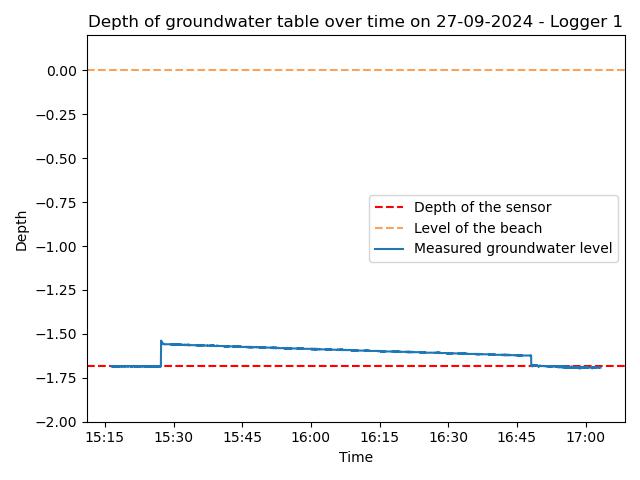 Depth of groundwater table over time on 27-09-2024 - Logger 1
0.00
−0.25
−0.50
−0.75
−1.00
−1.25
−1.50
−1.75
−2.00
Depth
Depth of the sensor
Level of the beach
Measured groundwater level
15:15 15:30 15:45 16:00 16:15 16:30 16:45 17:00
Time